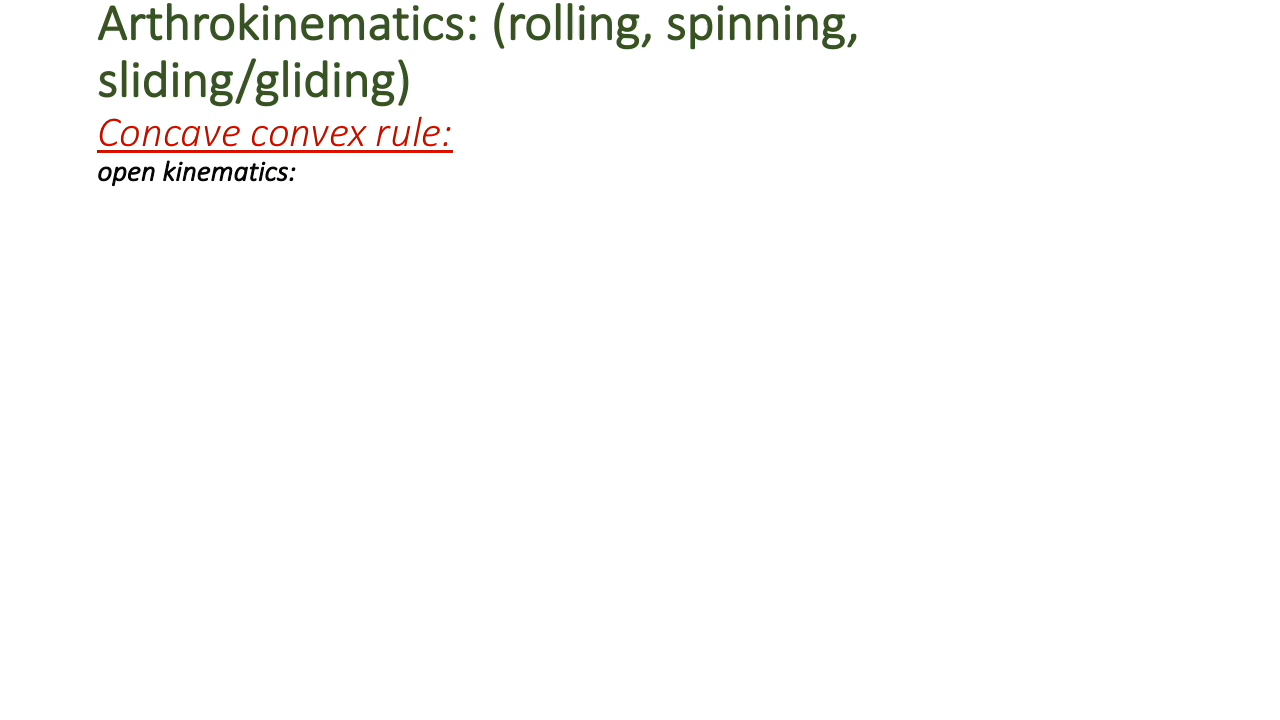 Arthrokinematics: (rolling, spinning,
sliding/gliding)
Concave convex rule:
open kinematics: